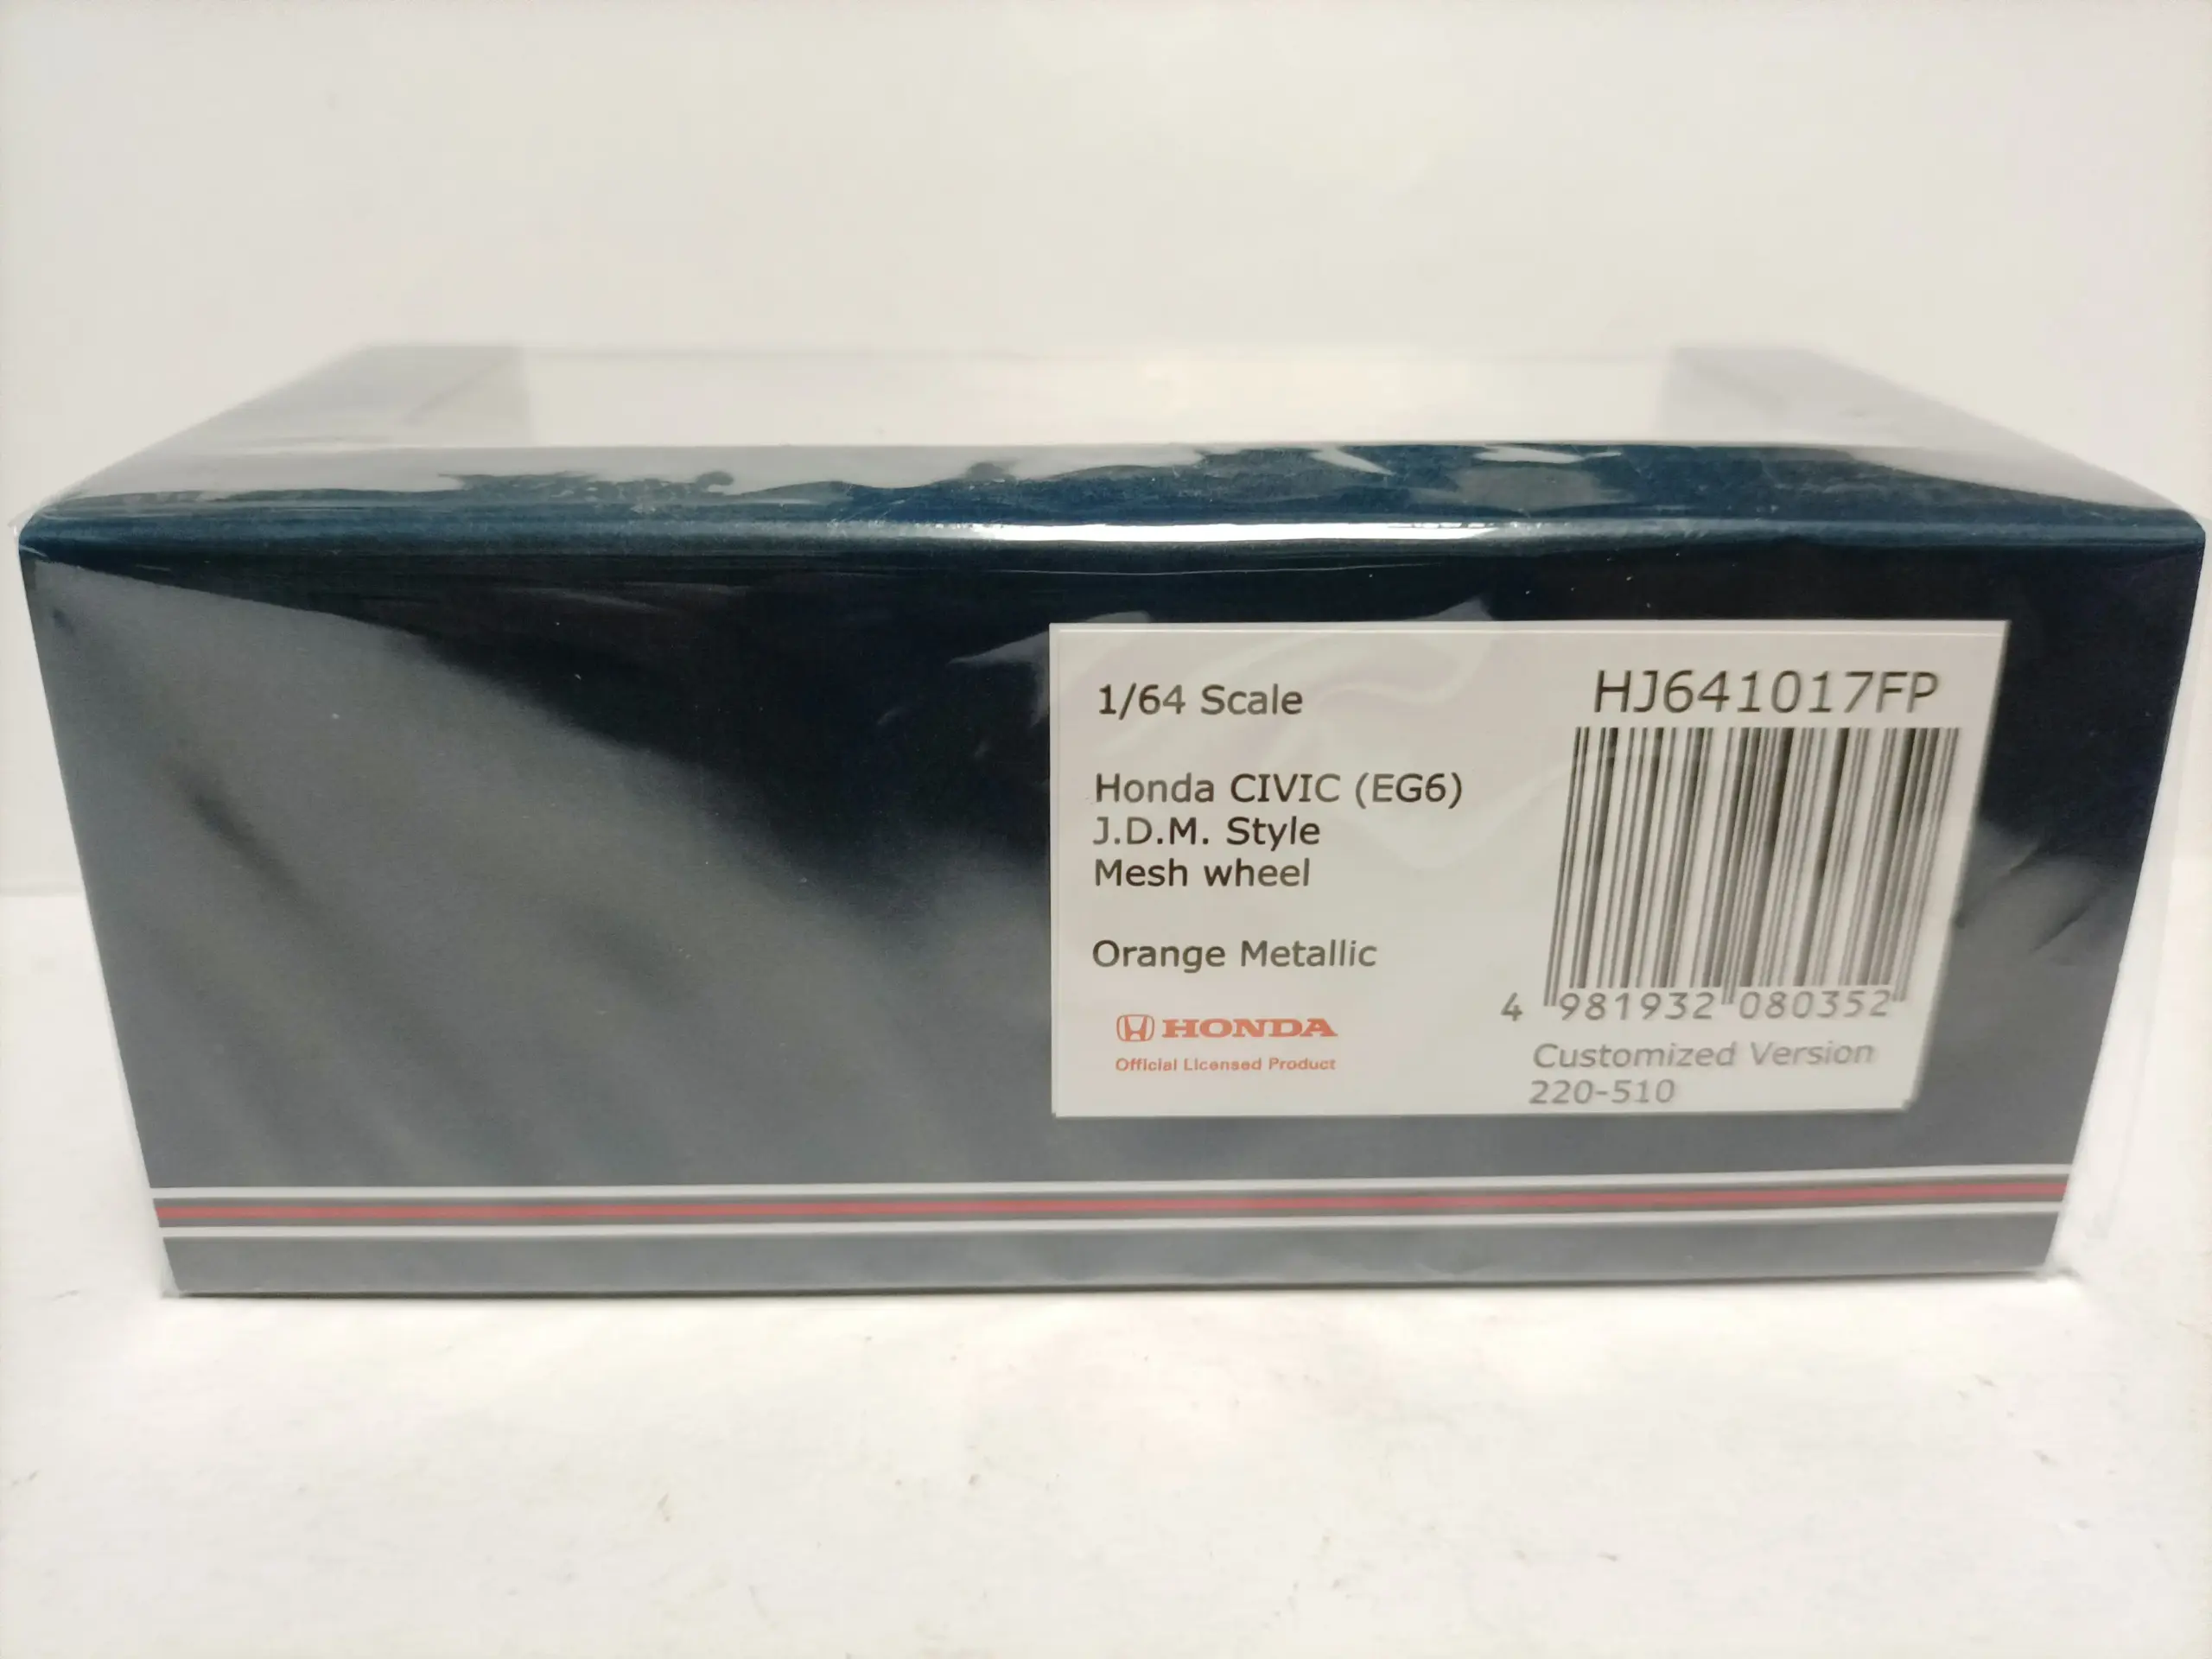 1/64 Scale
HJ641017FP
Honda CIVIC (EG6)
J.D.M. Style
Mesh wheel
Orange Metallic
HONDA
Official Licensed Product
4 981932 080352
Customized Version
220-510